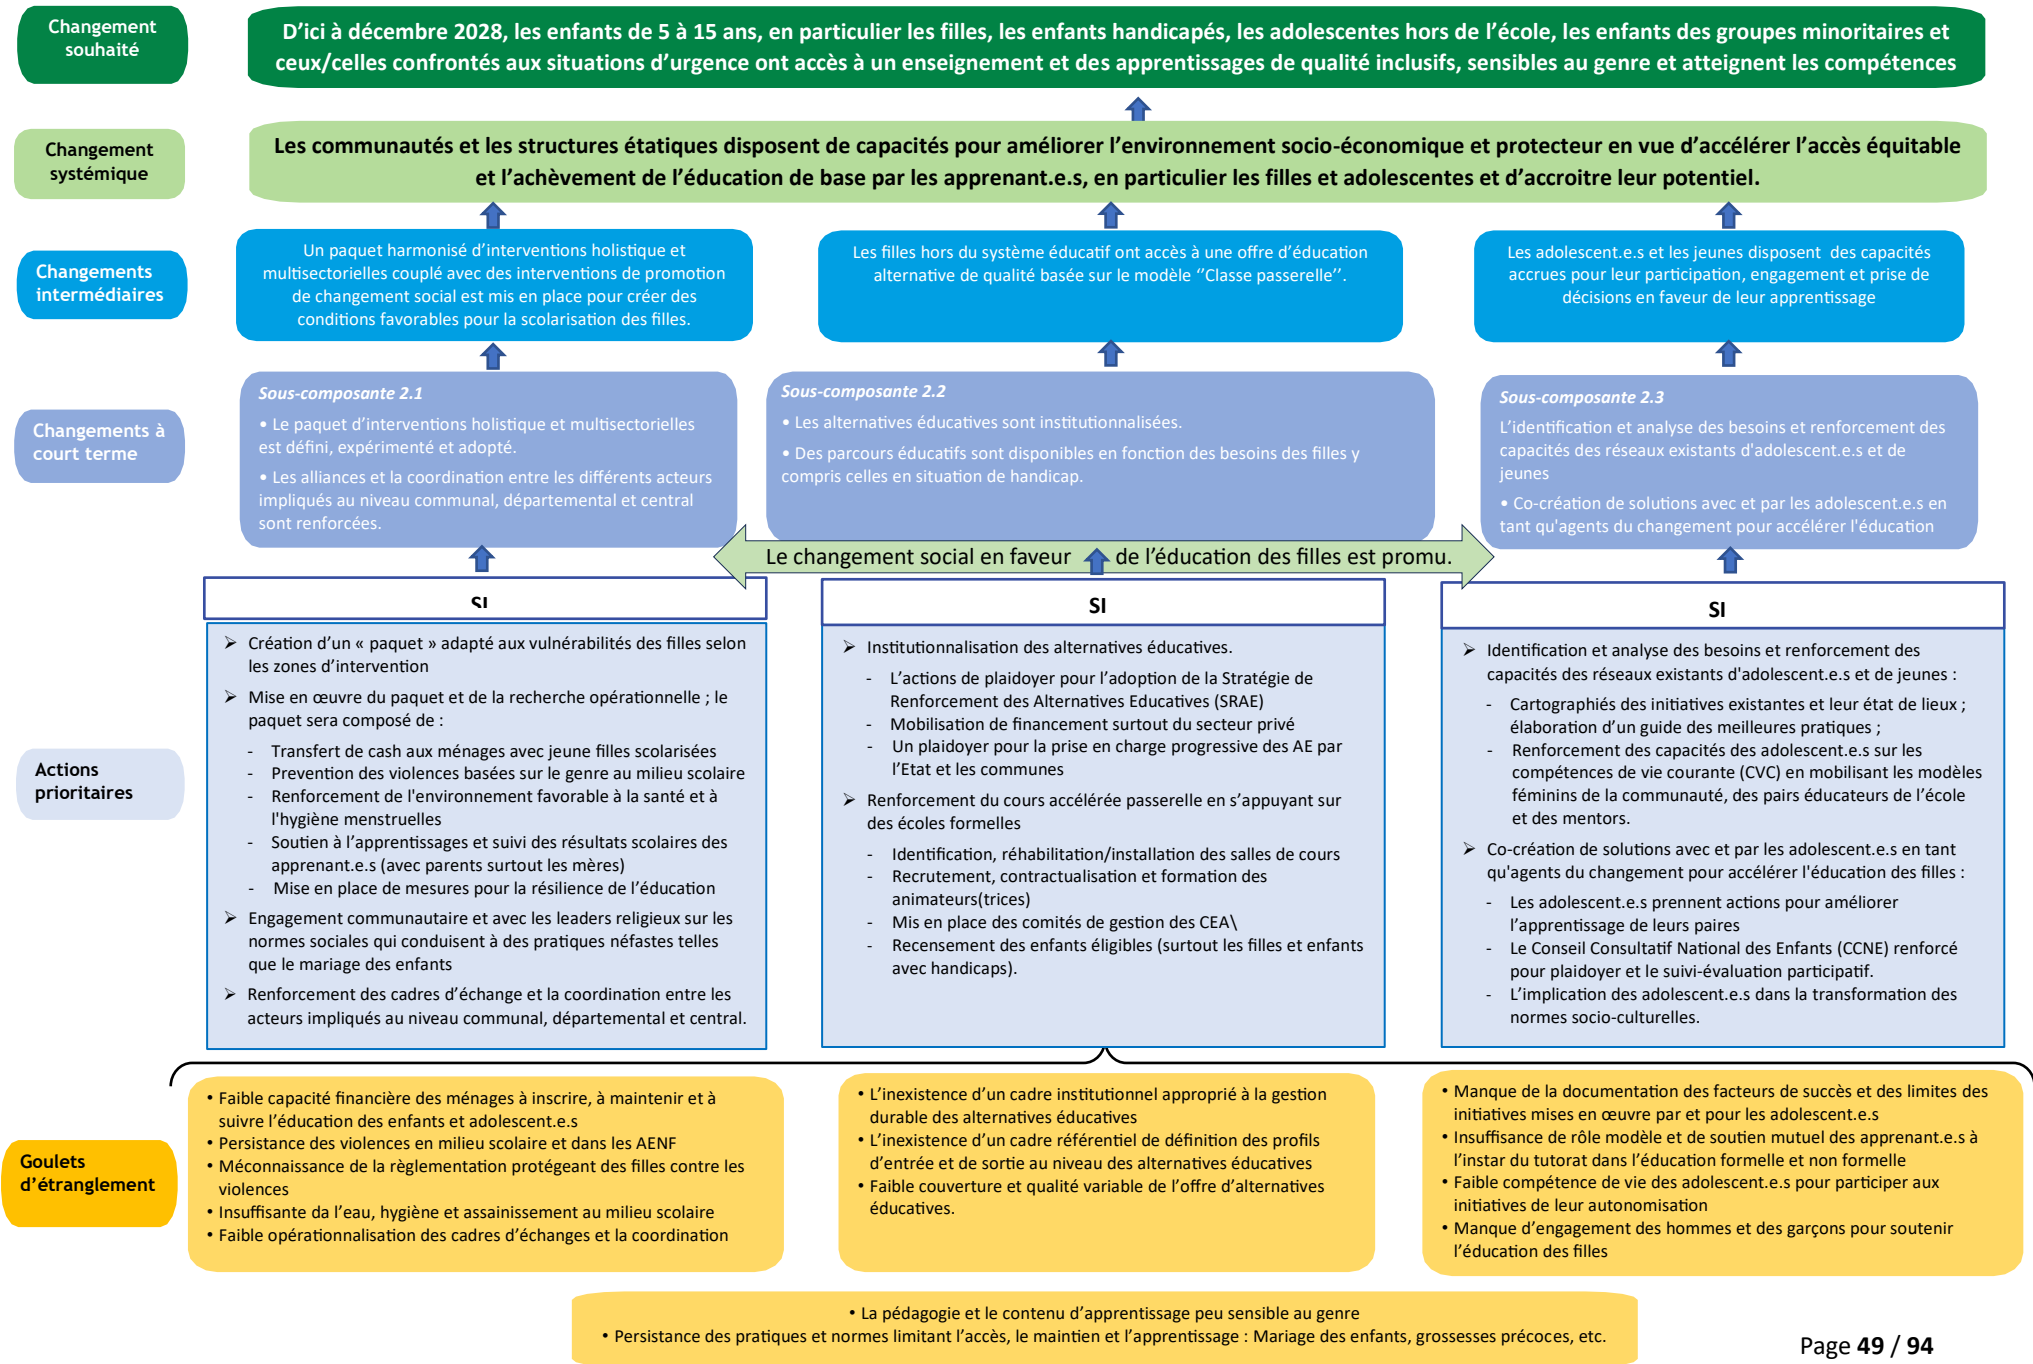 Changement
souhaité
D'ici à décembre 2028, les enfants de 5 à 15 ans, en particulier les filles, les enfants handicapés, les adolescentes hors de l'école, les enfants des groupes minoritaires et
ceux/celles confrontés aux situations d'urgence ont accès à un enseignement et des apprentissages de qualité inclusifs, sensibles au genre et atteignent les compétences
Changement
systémique
Les communautés et les structures étatiques disposent de capacités pour améliorer l'environnement socio-économique et protecteur en vue d'accélérer l'accès équitable
et l'achèvement de l'éducation de base par les apprenant.e.s, en particulier les filles et adolescentes et d'accroitre leur potentiel.
Changements
intermédiaires
Un paquet harmonisé d'interventions holistique et
multisectorielles couplé avec des interventions de promotion
de changement social est mis en place pour créer des
conditions favorables pour la scolarisation des filles.
Les filles hors du système éducatif ont accès à une offre d'éducation
alternative de qualité basée sur le modèle ''Classe passerelle''.
Les adolescent.e.s et les jeunes disposent des capacités
accrues pour leur participation, engagement et prise de
décisions en faveur de leur apprentissage
Changements à
court terme
Sous-composante 2.1
• Le paquet d'interventions holistique et multisectorielles
est défini, expérimenté et adopté.
• Les alliances et la coordination entre les différents acteurs
impliqués au niveau communal, départemental et central
sont renforcées.
Sous-composante 2.2
• Les alternatives éducatives sont institutionnalisées.
• Des parcours éducatifs sont disponibles en fonction des besoins des filles y
compris celles en situation de handicap.
Sous-composante 2.3
L'identification et analyse des besoins et renforcement des
capacités des réseaux existants d'adolescent.e.s et de
jeunes
• Co-création de solutions avec et par les adolescent.e.s en
tant qu'agents du changement pour accélérer l'éducation
Le changement social en faveur de l'éducation des filles est promu.
SI
SI
SI
Actions
prioritaires
➢ Création d'un « paquet » adapté aux vulnérabilités des filles selon
les zones d'intervention
➢ Mise en œuvre du paquet et de la recherche opérationnelle ; le
paquet sera composé de :
- Transfert de cash aux ménages avec jeune filles scolarisées
- Prevention des violences basées sur le genre au milieu scolaire
- Renforcement de l'environnement favorable à la santé et à
l'hygiène menstruelles
- Soutien à l'apprentissages et suivi des résultats scolaires des
apprenant.e.s (avec parents surtout les mères)
- Mise en place de mesures pour la résilience de l'éducation
➢ Engagement communautaire et avec les leaders religieux sur les
normes sociales qui conduisent à des pratiques néfastes telles
que le mariage des enfants
➢ Renforcement des cadres d'échange et la coordination entre les
acteurs impliqués au niveau communal, départemental et central.
➢ Institutionnalisation des alternatives éducatives.
- L'actions de plaidoyer pour l'adoption de la Stratégie de
Renforcement des Alternatives Educatives (SRAE)
- Mobilisation de financement surtout du secteur privé
- Un plaidoyer pour la prise en charge progressive des AE par
l'Etat et les communes
➢ Renforcement du cours accélérée passerelle en s'appuyant sur
des écoles formelles
- Identification, réhabilitation/installation des salles de cours
- Recrutement, contractualisation et formation des
animateurs(trices)
- Mis en place des comités de gestion des CEA\
- Recensement des enfants éligibles (surtout les filles et enfants
avec handicaps).
➢ Identification et analyse des besoins et renforcement des
capacités des réseaux existants d'adolescent.e.s et de jeunes :
- Cartographiés des initiatives existantes et leur état de lieux ;
élaboration d'un guide des meilleures pratiques ;
- Renforcement des capacités des adolescent.e.s sur les
compétences de vie courante (CVC) en mobilisant les modèles
féminins de la communauté, des pairs éducateurs de l'école
et des mentors.
➢ Co-création de solutions avec et par les adolescent.e.s en tant
qu'agents du changement pour accélérer l'éducation des filles :
- Les adolescent.e.s prennent actions pour améliorer
l'apprentissage de leurs paires
- Le Conseil Consultatif National des Enfants (CCNE) renforcé
pour plaidoyer et le suivi-évaluation participatif.
- L'implication des adolescent.e.s dans la transformation des
normes socio-culturelles.
Goulets
d'étranglement
• Faible capacité financière des ménages à inscrire, à maintenir et à
suivre l'éducation des enfants et adolescent.e.s
• Persistance des violences en milieu scolaire et dans les AENF
• Méconnaissance de la règlementation protégeant des filles contre les
violences
• Insuffisante da l'eau, hygiène et assainissement au milieu scolaire
• Faible opérationnalisation des cadres d'échanges et la coordination
• L'inexistence d'un cadre institutionnel approprié à la gestion
durable des alternatives éducatives
• L'inexistence d'un cadre référentiel de définition des profils
d'entrée et de sortie au niveau des alternatives éducatives
• Faible couverture et qualité variable de l'offre d'alternatives
éducatives.
• Manque de la documentation des facteurs de succès et des limites des
initiatives mises en œuvre par et pour les adolescent.e.s
• Insuffisance de rôle modèle et de soutien mutuel des apprenant.e.s à
l'instar du tutorat dans l'éducation formelle et non formelle
• Faible compétence de vie des adolescent.e.s pour participer aux
initiatives de leur autonomisation
• Manque d'engagement des hommes et des garçons pour soutenir
l'éducation des filles
• La pédagogie et le contenu d'apprentissage peu sensible au genre
• Persistance des pratiques et normes limitant l'accès, le maintien et l'apprentissage : Mariage des enfants, grossesses précoces, etc.
Page 49 / 94